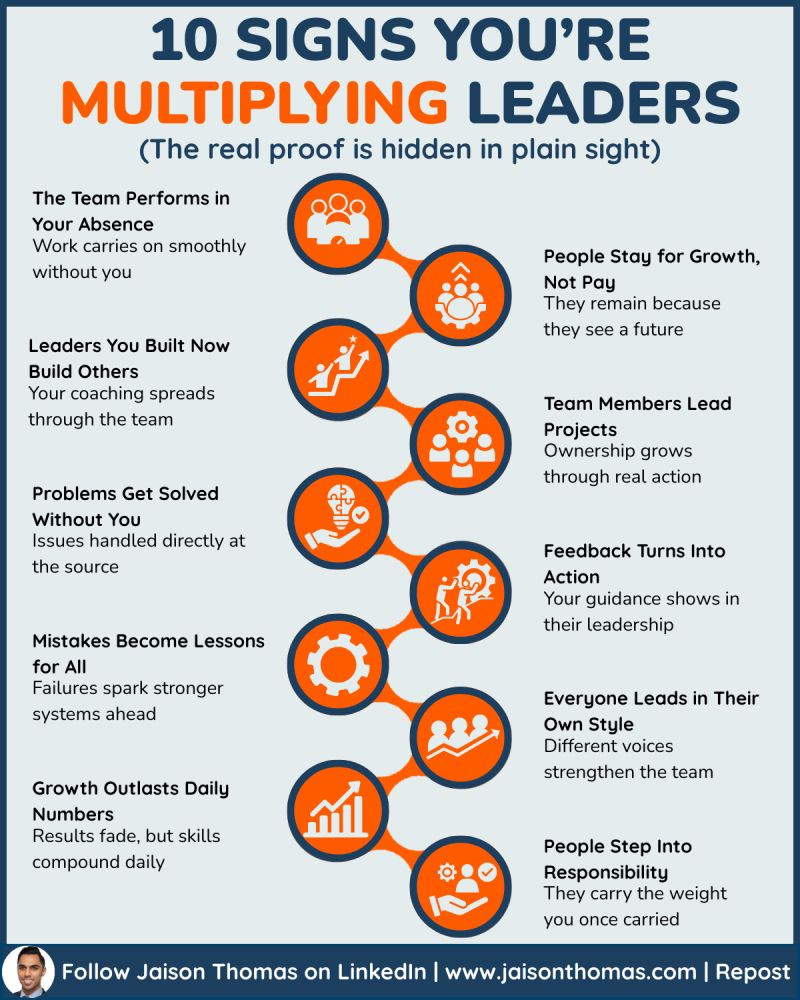 10 SIGNS YOU'RE
MULTIPLYING LEADERS
(The real proof is hidden in plain sight)
The Team Performs in
Your Absence
Work carries on smoothly
without you
People Stay for Growth,
Not Pay
They remain because
they see a future
Leaders You Built Now
Build Others
Your coaching spreads
through the team
Team Members Lead
Projects
Ownership grows
through real action
Problems Get Solved
Without You
Issues handled directly at
the source
Feedback Turns Into
Action
Your guidance shows in
their leadership
Mistakes Become Lessons
for All
Failures spark stronger
systems ahead
Everyone Leads in Their
Own Style
Different voices
strengthen the team
Growth Outlasts Daily
Numbers
Results fade, but skills
compound daily
People Step Into
Responsibility
They carry the weight
you once carried
Follow Jaison Thomas on LinkedIn | www.jaisonthomas.com | Repost